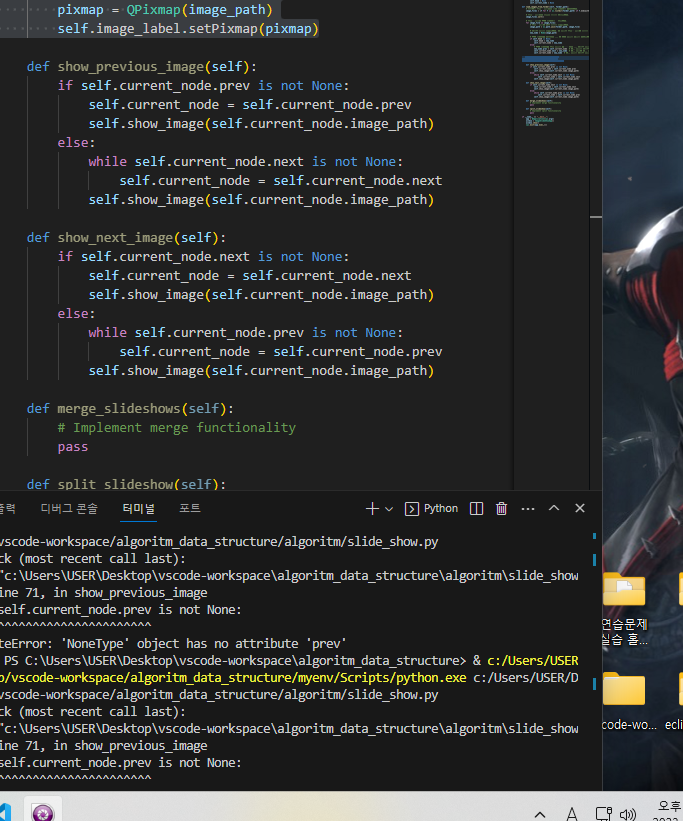 pixmap = QPixmap(image_path)
self.image_label.setPixmap(pixmap)
def show_previous_image(self):
if self.current_node.prev is not None:
self.current_node = self.current_node.prev
self.show_image(self.current_node.image_path)
else:
while self.current_node.next is not None:
self.current_node = self.current_node.next
self.show_image(self.current_node.image_path)
def show_next_image(self):
if self.current_node.next is not None:
self.current_node = self.current_node.next
self.show_image(self.current_node.image_path)
else:
while self.current_node.prev is not None:
self.current_node = self.current_node.prev
self.show_image(self.current_node.image_path)
def merge_slideshows(self):
# Implement merge functionality
pass
def split_slideshow(self):
출력 디버그 콘솔 터미널 포트 Python
vscode-workspace/algoritm_data_structure/algoritm/slide_show.py
ck (most recent call last):
"c:\Users\USER\Desktop\vscode-workspace\algoritm_data_structure\algoritm\slide_show
ine 71, in show_previous_image
self.current_node.prev is not None:
^^^^^^^^^^^^^^^^^^^^^^
teError: 'NoneType' object has no attribute 'prev'
PS C:\Users\USER\Desktop\vscode-workspace\algoritm_data_structure> & c:/Users/USER
p/vscode-workspace/algoritm_data_structure/myenv/Scripts/python.exe c:/Users/USER/D
vscode-workspace/algoritm_data_structure/algoritm/slide_show.py
ck (most recent call last):
"c:\Users\USER\Desktop\vscode-workspace\algoritm_data_structure\algoritm\slide_show
ine 71, in show_previous_image
self.current_node.prev is not None:
^^^^^^^^^^^^^^^^^^^^^^
연습문제
실습 홀...
code-wo... ecli
A 오후